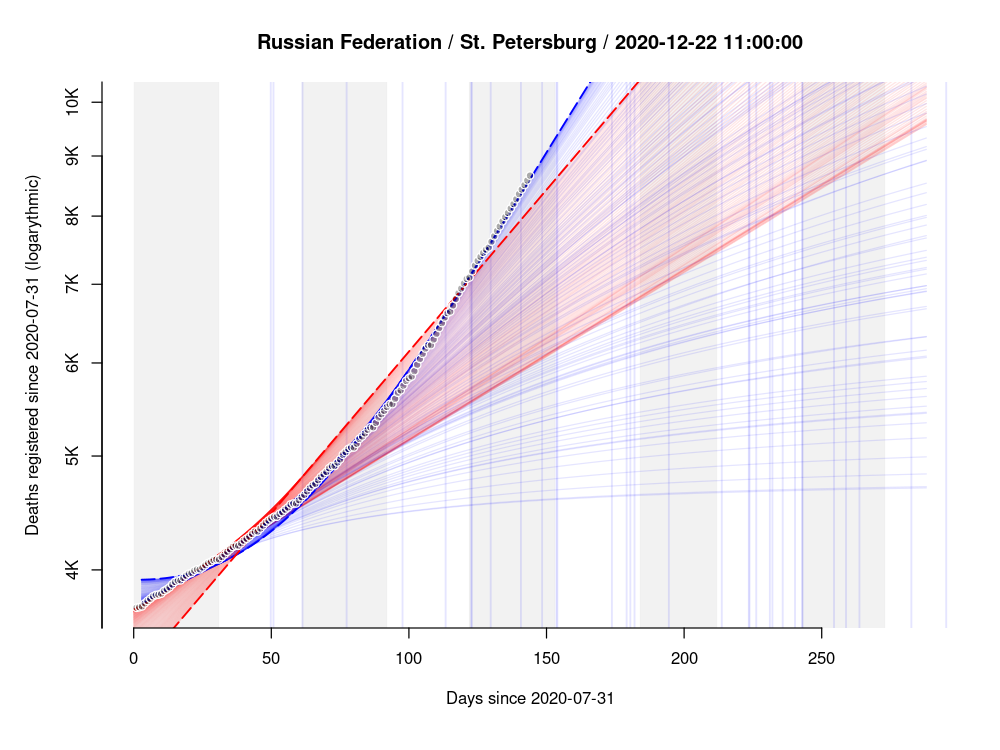 Russian Federation / St. Petersburg / 2020-12-22 11:00:00
Deaths registered since 2020-07-31 (logarythmic)
10K
9K
8K
7K
6K
5K
4K
0 50 100 150 200 250
Days since 2020-07-31